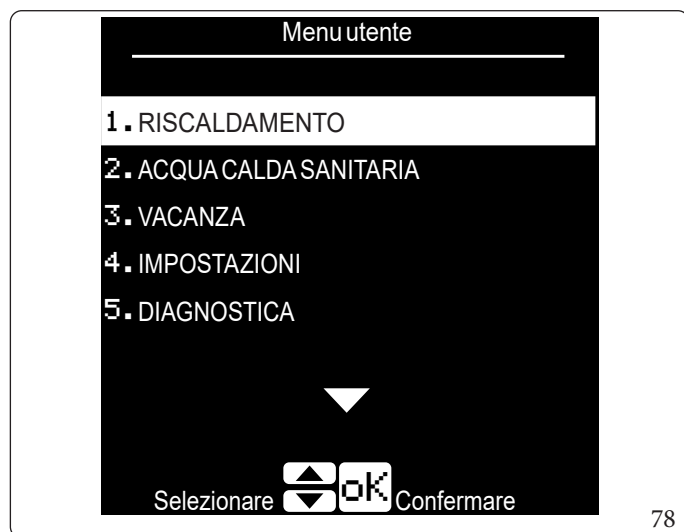 Menu utente
1. RISCALDAMENTO
2. ACQUA CALDA SANITARIA
3. VACANZA
4. IMPOSTAZIONI
5. DIAGNOSTICA
Selezionare oK Confermare
78